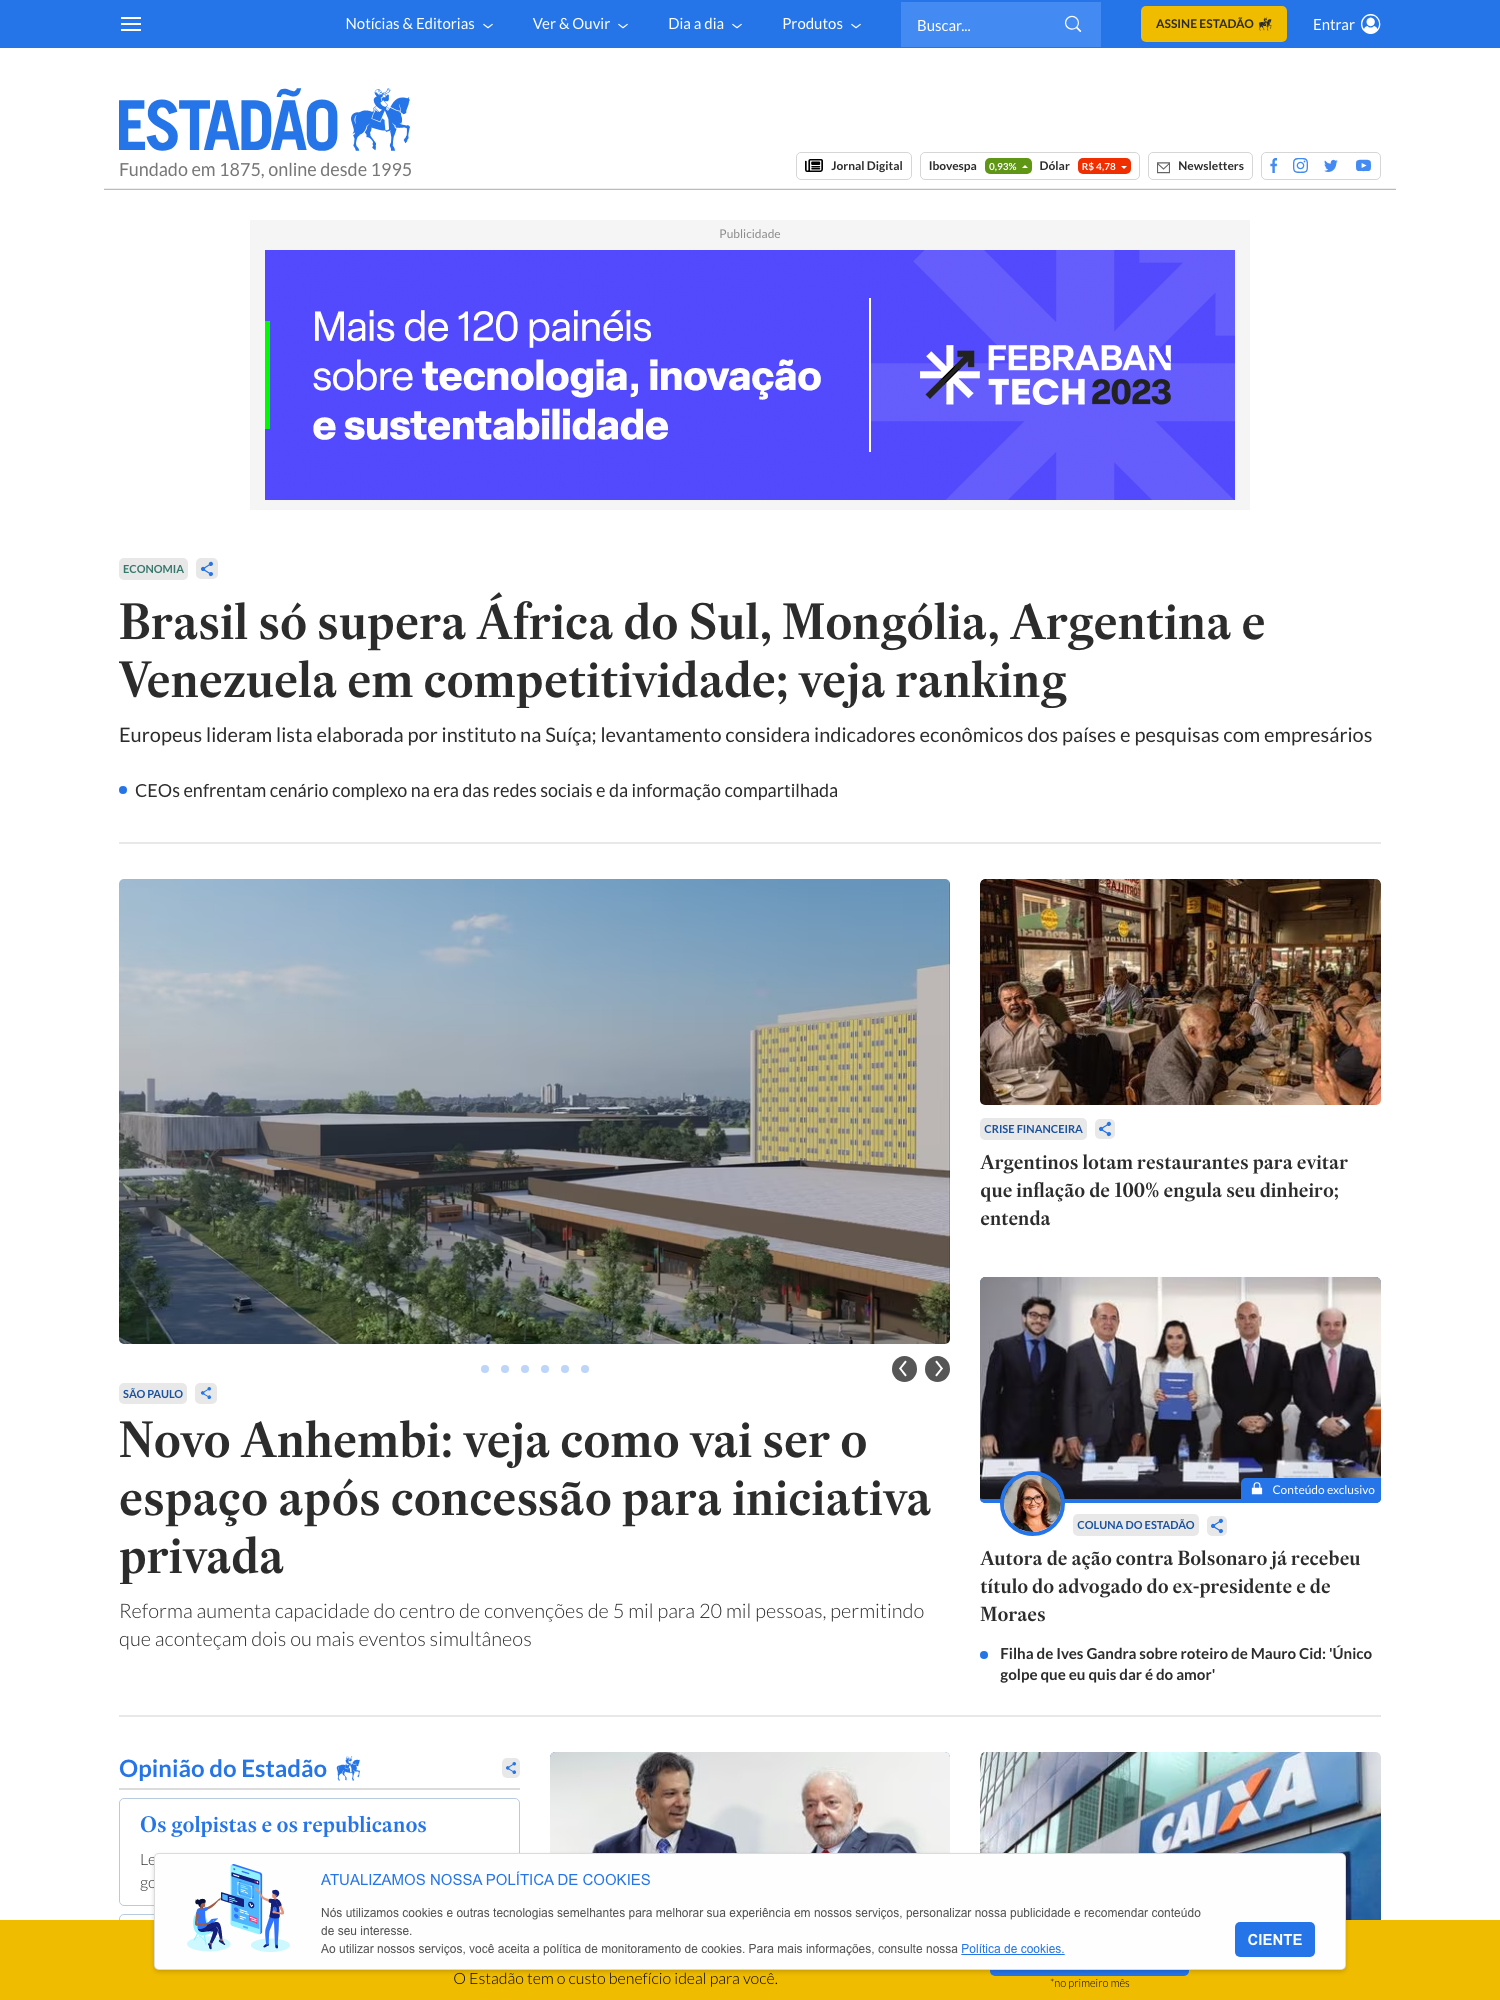 Notícias & Editorias
Ver & Ouvir
Dia a dia
Produtos
Buscar...
ASSINE ESTADÃO
Entrar
ESTADÃO
Fundado em 1875, online desde 1995
Jornal Digital
Ibovespa 0,93% Dólar R$ 4,78
Newsletters
Publicidade
Mais de 120 painéis
sobre tecnologia, inovação
e sustentabilidade
FEBRABAN
TECH 2023
ECONOMIA
Brasil só supera África do Sul, Mongólia, Argentina e
Venezuela em competitividade; veja ranking
Europeus lideram lista elaborada por instituto na Suíça; levantamento considera indicadores econômicos dos países e pesquisas com empresários
CEOs enfrentam cenário complexo na era das redes sociais e da informação compartilhada
SÃO PAULO
Novo Anhembi: veja como vai ser o
espaço após concessão para iniciativa
privada
Reforma aumenta capacidade do centro de convenções de 5 mil para 20 mil pessoas, permitindo
que aconteçam dois ou mais eventos simultâneos
CRISE FINANCEIRA
Argentinos lotam restaurantes para evitar
que inflação de 100% engula seu dinheiro;
entenda
Conteúdo exclusivo
COLUNA DO ESTADÃO
Autora de ação contra Bolsonaro já recebeu
título do advogado do ex-presidente e de
Moraes
Filha de Ives Gandra sobre roteiro de Mauro Cid: 'Único
golpe que eu quis dar é do amor'
Opinião do Estadão
Os golpistas e os republicanos
CAIXA
ATUALIZAMOS NOSSA POLÍTICA DE COOKIES
Nós utilizamos cookies e outras tecnologias semelhantes para melhorar sua experiência em nossos serviços, personalizar nossa publicidade e recomendar conteúdo
de seu interesse.
Ao utilizar nossos serviços, você aceita a política de monitoramento de cookies. Para mais informações, consulte nossa Política de cookies.
CIENTE
O Estadão tem o custo benefício ideal para você.
*no primeiro mês